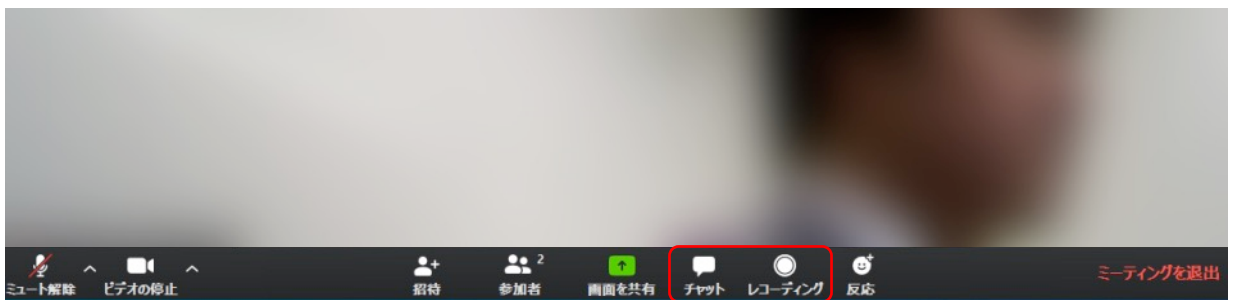 2
ミュート解除 ビデオの停止 招待 参加者 画面を共有 チャット レコーディング 反応 ミーティングを退出